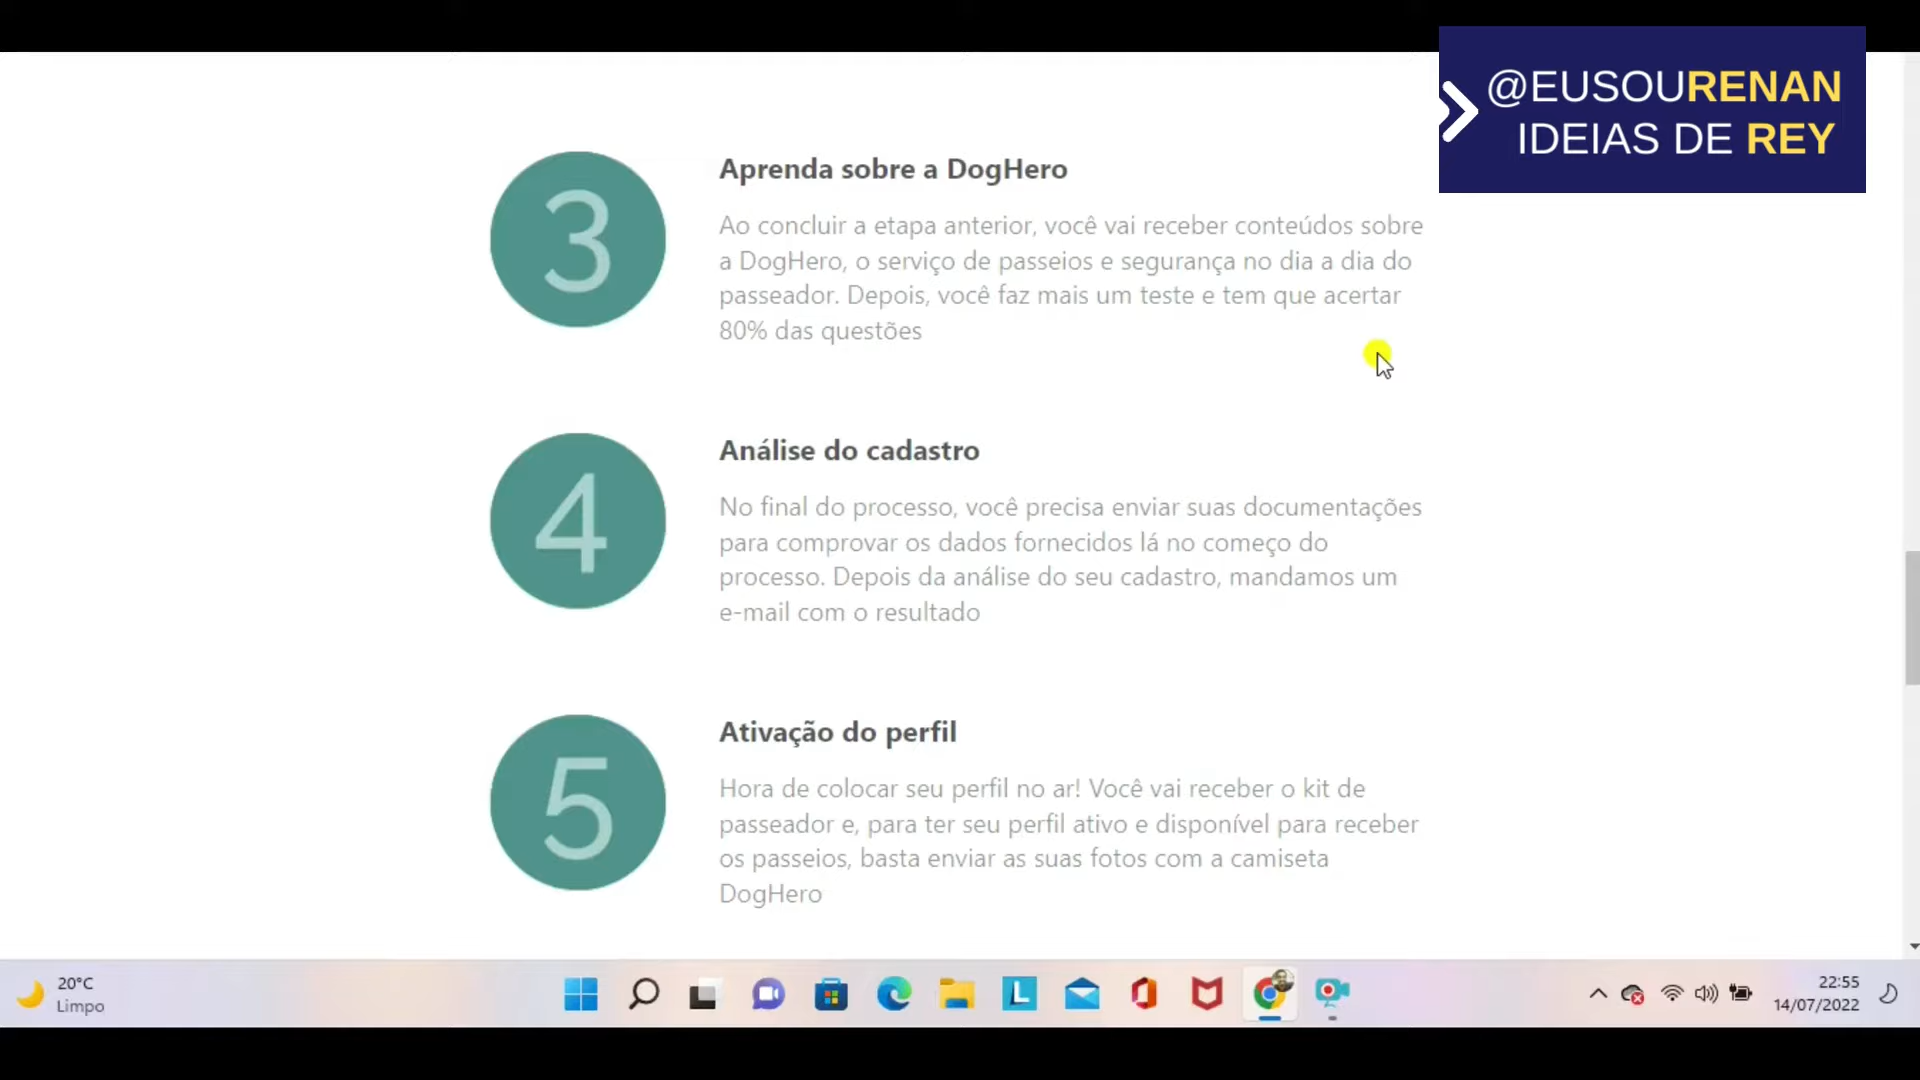 @EUSOURENAN
IDEIAS DE REY
3
Aprenda sobre a DogHero
Ao concluir a etapa anterior, você vai receber conteúdos sobre
a DogHero, o serviço de passeios e segurança no dia a dia do
passeador. Depois, você faz mais um teste e tem que acertar
80% das questões
4
Análise do cadastro
No final do processo, você precisa enviar suas documentações
para comprovar os dados fornecidos lá no começo do
processo. Depois da análise do seu cadastro, mandamos um
e-mail com o resultado
5
Ativação do perfil
Hora de colocar seu perfil no ar! Você vai receber o kit de
passeador e, para ter seu perfil ativo e disponível para receber
os passeios, basta enviar as suas fotos com a camiseta
DogHero
20°C
Limpo
L
22:55
14/07/2022